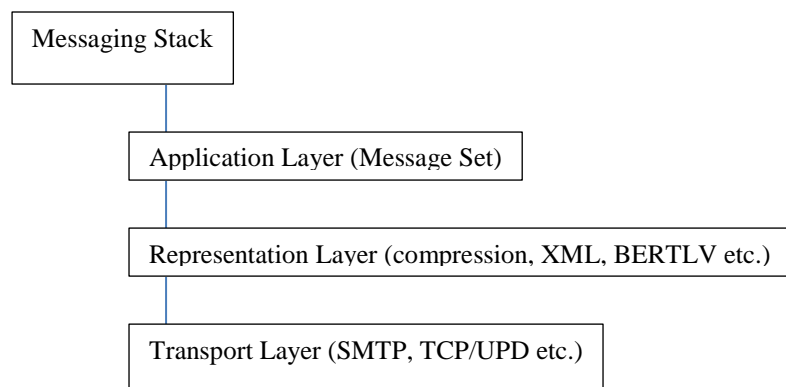 Messaging Stack
Application Layer (Message Set)
Representation Layer (compression, XML, BERTLV etc.)
Transport Layer (SMTP, TCP/UPD etc.)